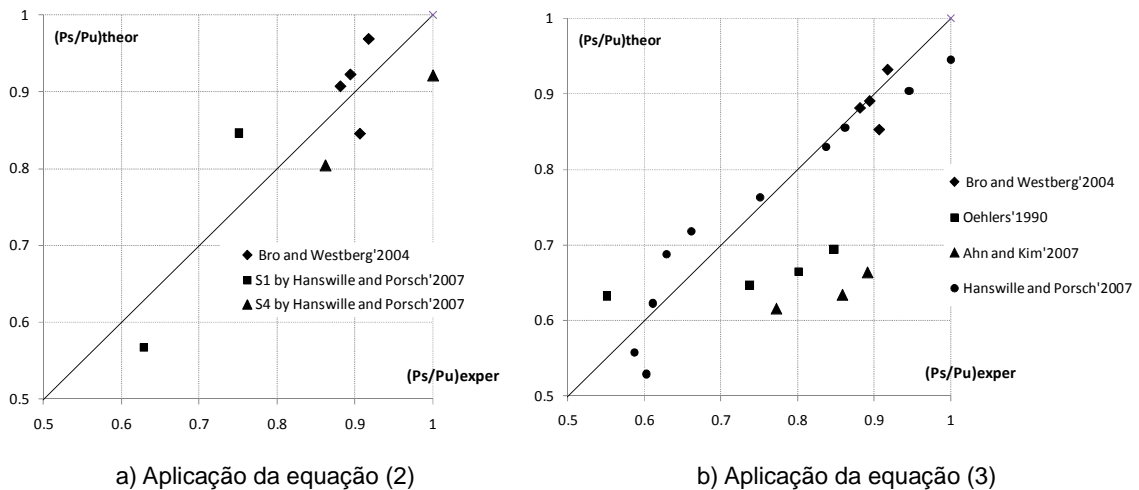 (Ps/Pu)theor
1
0.9
0.8
0.7
0.6
0.5
0.5 0.6 0.7 0.8 0.9 1
Bro and Westberg'2004
S1 by Hanswille and Porsch'2007
S4 by Hanswille and Porsch'2007
(Ps/Pu)exper
a) Aplicação da equação (2)
(Ps/Pu)theor
1
0.9
0.8
0.7
0.6
0.5
0.5 0.6 0.7 0.8 0.9 1
(Ps/Pu)exper
Bro and Westberg'2004
Oehlers'1990
Ahn and Kim'2007
Hanswille and Porsch'2007
b) Aplicação da equação (3)